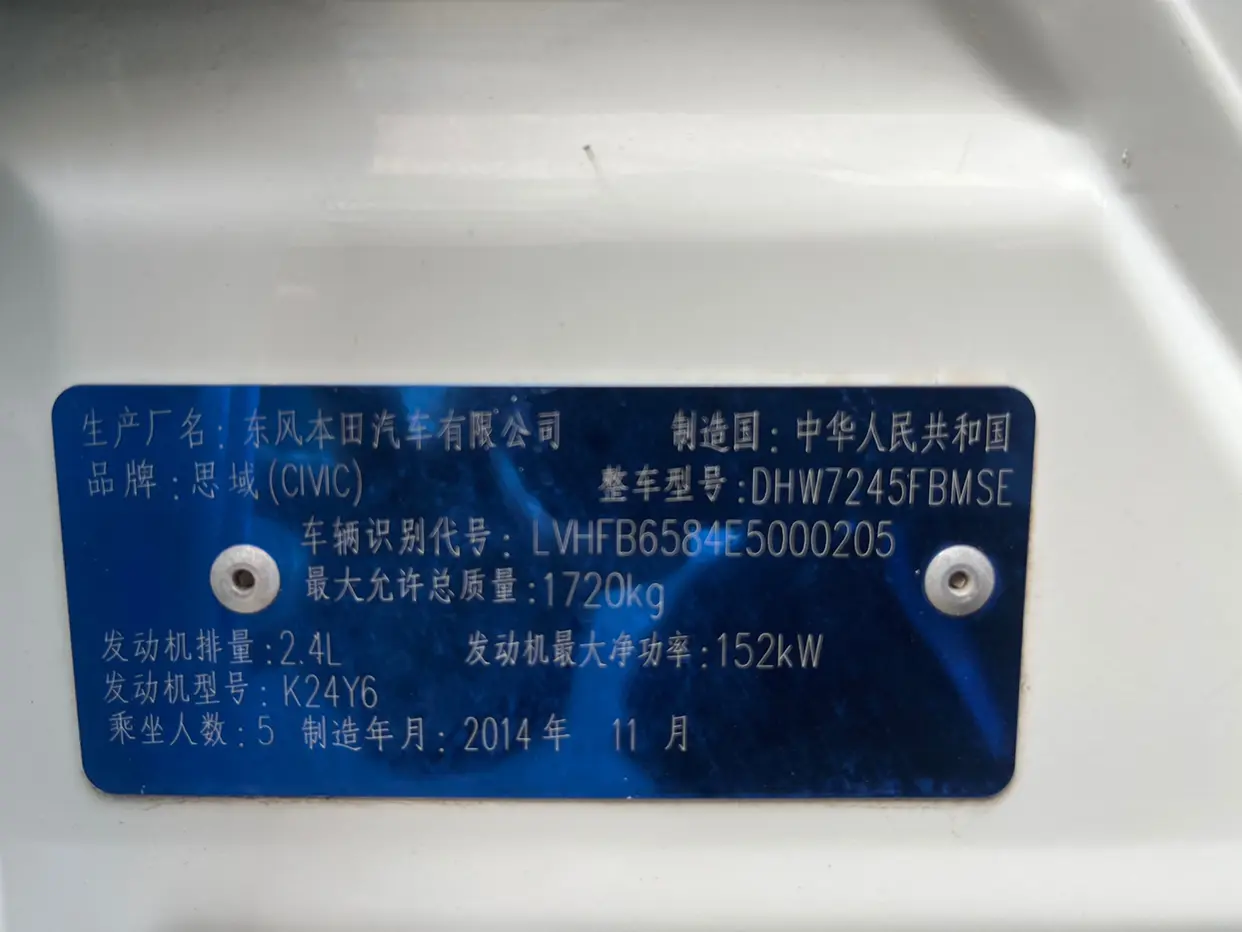 生产厂名：东风本田汽车有限公司 制造国：中华人民共和国
品牌：思域(CIVIC) 整车型号：DHW7245FBMSE
车辆识别代号：LVHFB6584E5000205
最大允许总质量：1720kg
发动机排量：2.4L 发动机最大净功率：152kW
发动机型号：K24Y6
乘坐人数：5 制造年月：2014年 11月